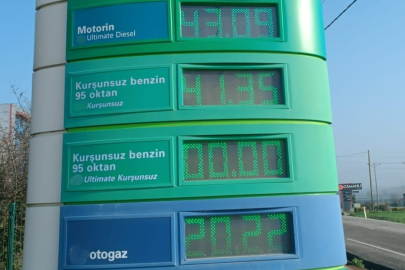 Motorin
Ultimate Diesel
43.09
Kurşunsuz benzin
95 oktan
Kurşunsuz
41.35
Kurşunsuz benzin
95 oktan
Ultimate Kurşunsuz
00.00
otogaz
20.22